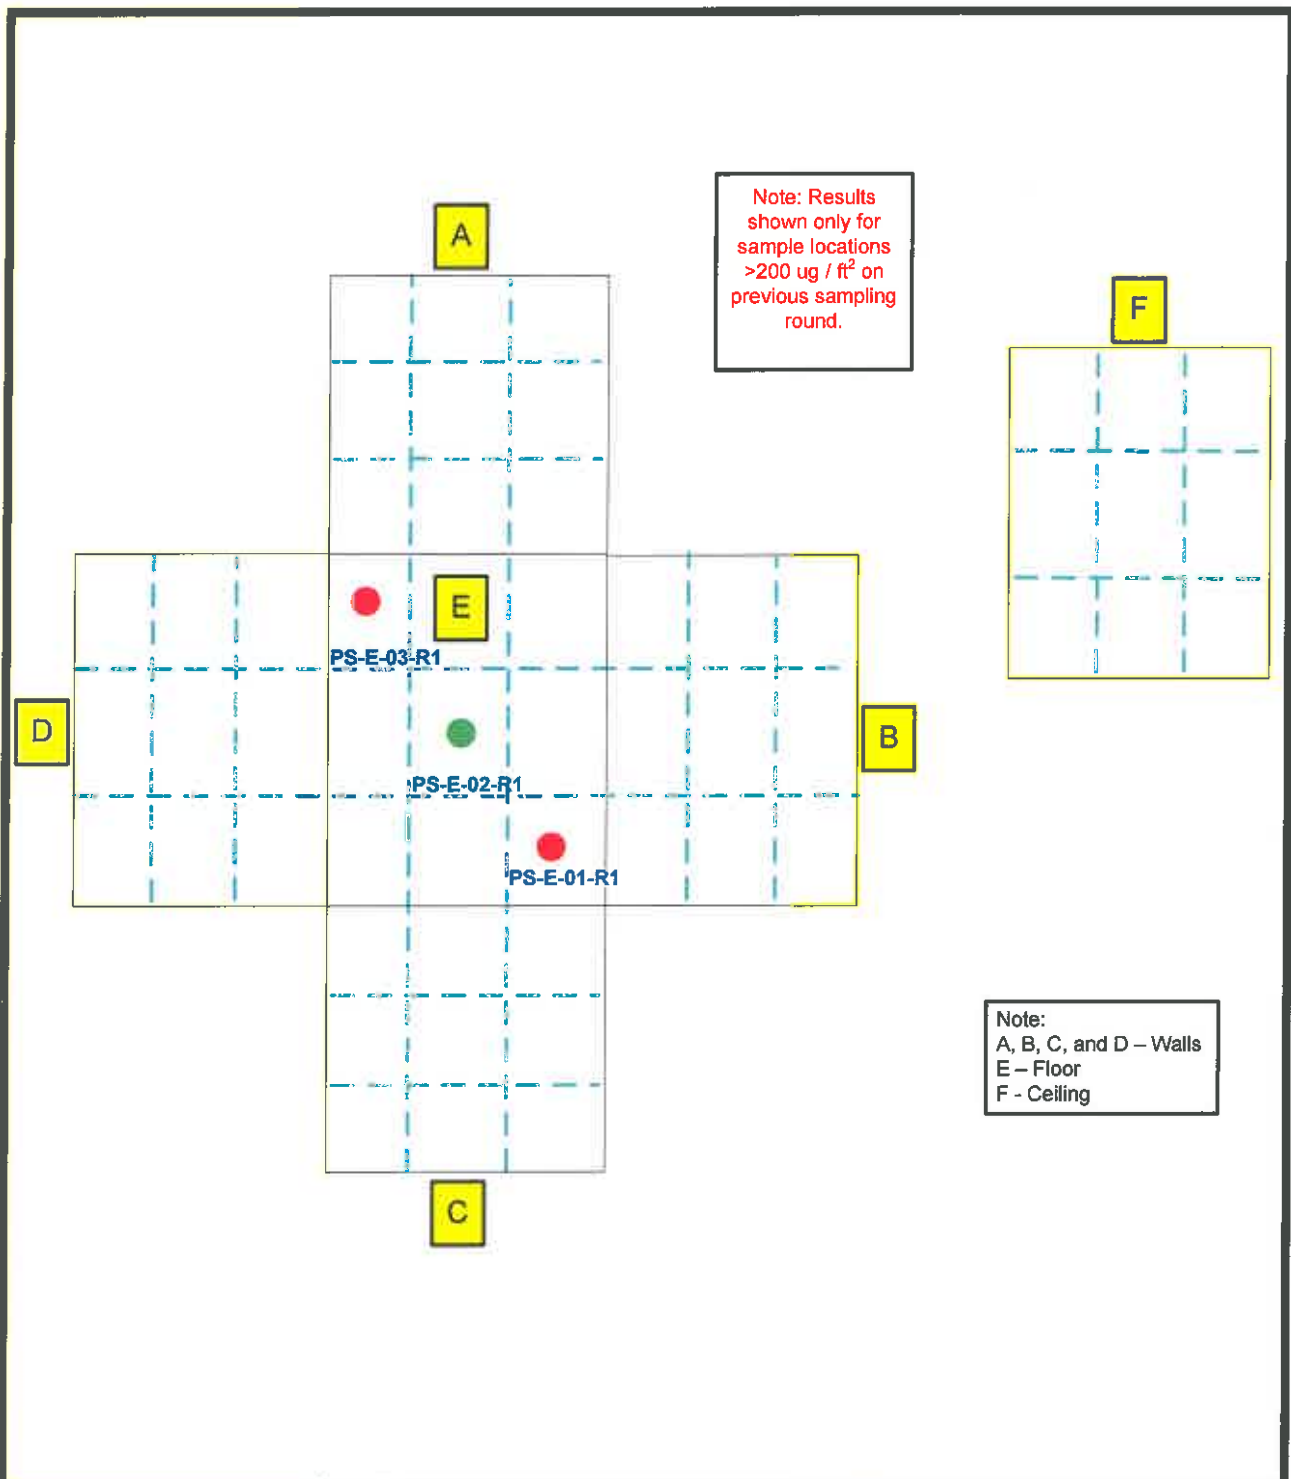 A
Note: Results
shown only for
sample locations
>200 ug / ft² on
previous sampling
round.
F
E
PS-E-03-R1
D
B
PS-E-02-R1
PS-E-01-R1
Note:
A, B, C, and D – Walls
E – Floor
F - Ceiling
C